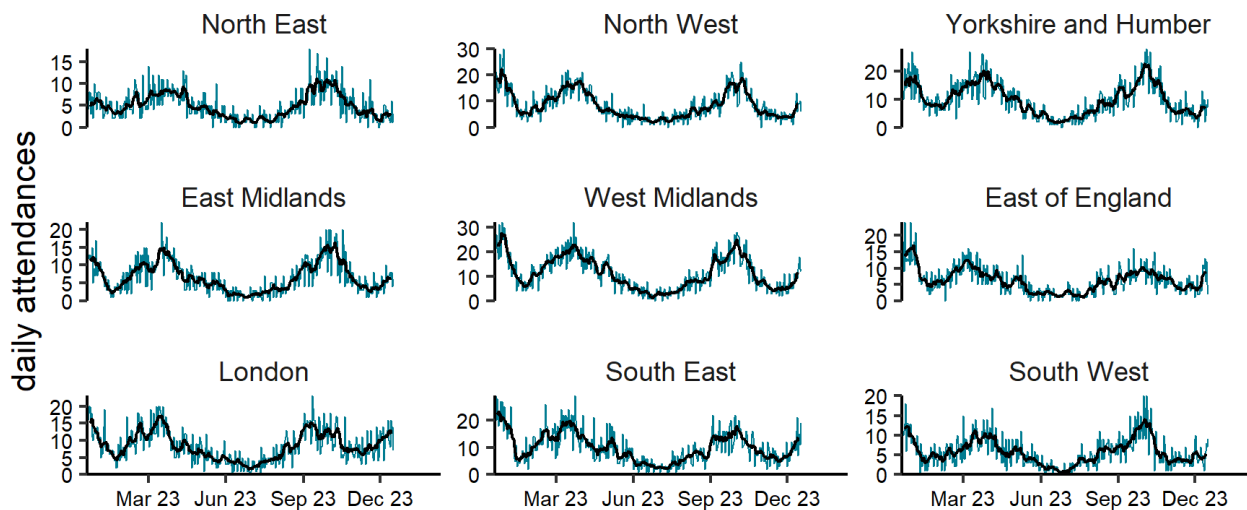 daily attendances
North East
15
10
5
0
North West
30
20
10
0
Yorkshire and Humber
20
10
0
East Midlands
20
15
10
5
0
West Midlands
30
20
10
0
East of England
20
15
10
5
0
London
20
15
10
5
0
Mar 23 Jun 23 Sep 23 Dec 23
South East
20
10
0
Mar 23 Jun 23 Sep 23 Dec 23
South West
20
15
10
5
0
Mar 23 Jun 23 Sep 23 Dec 23